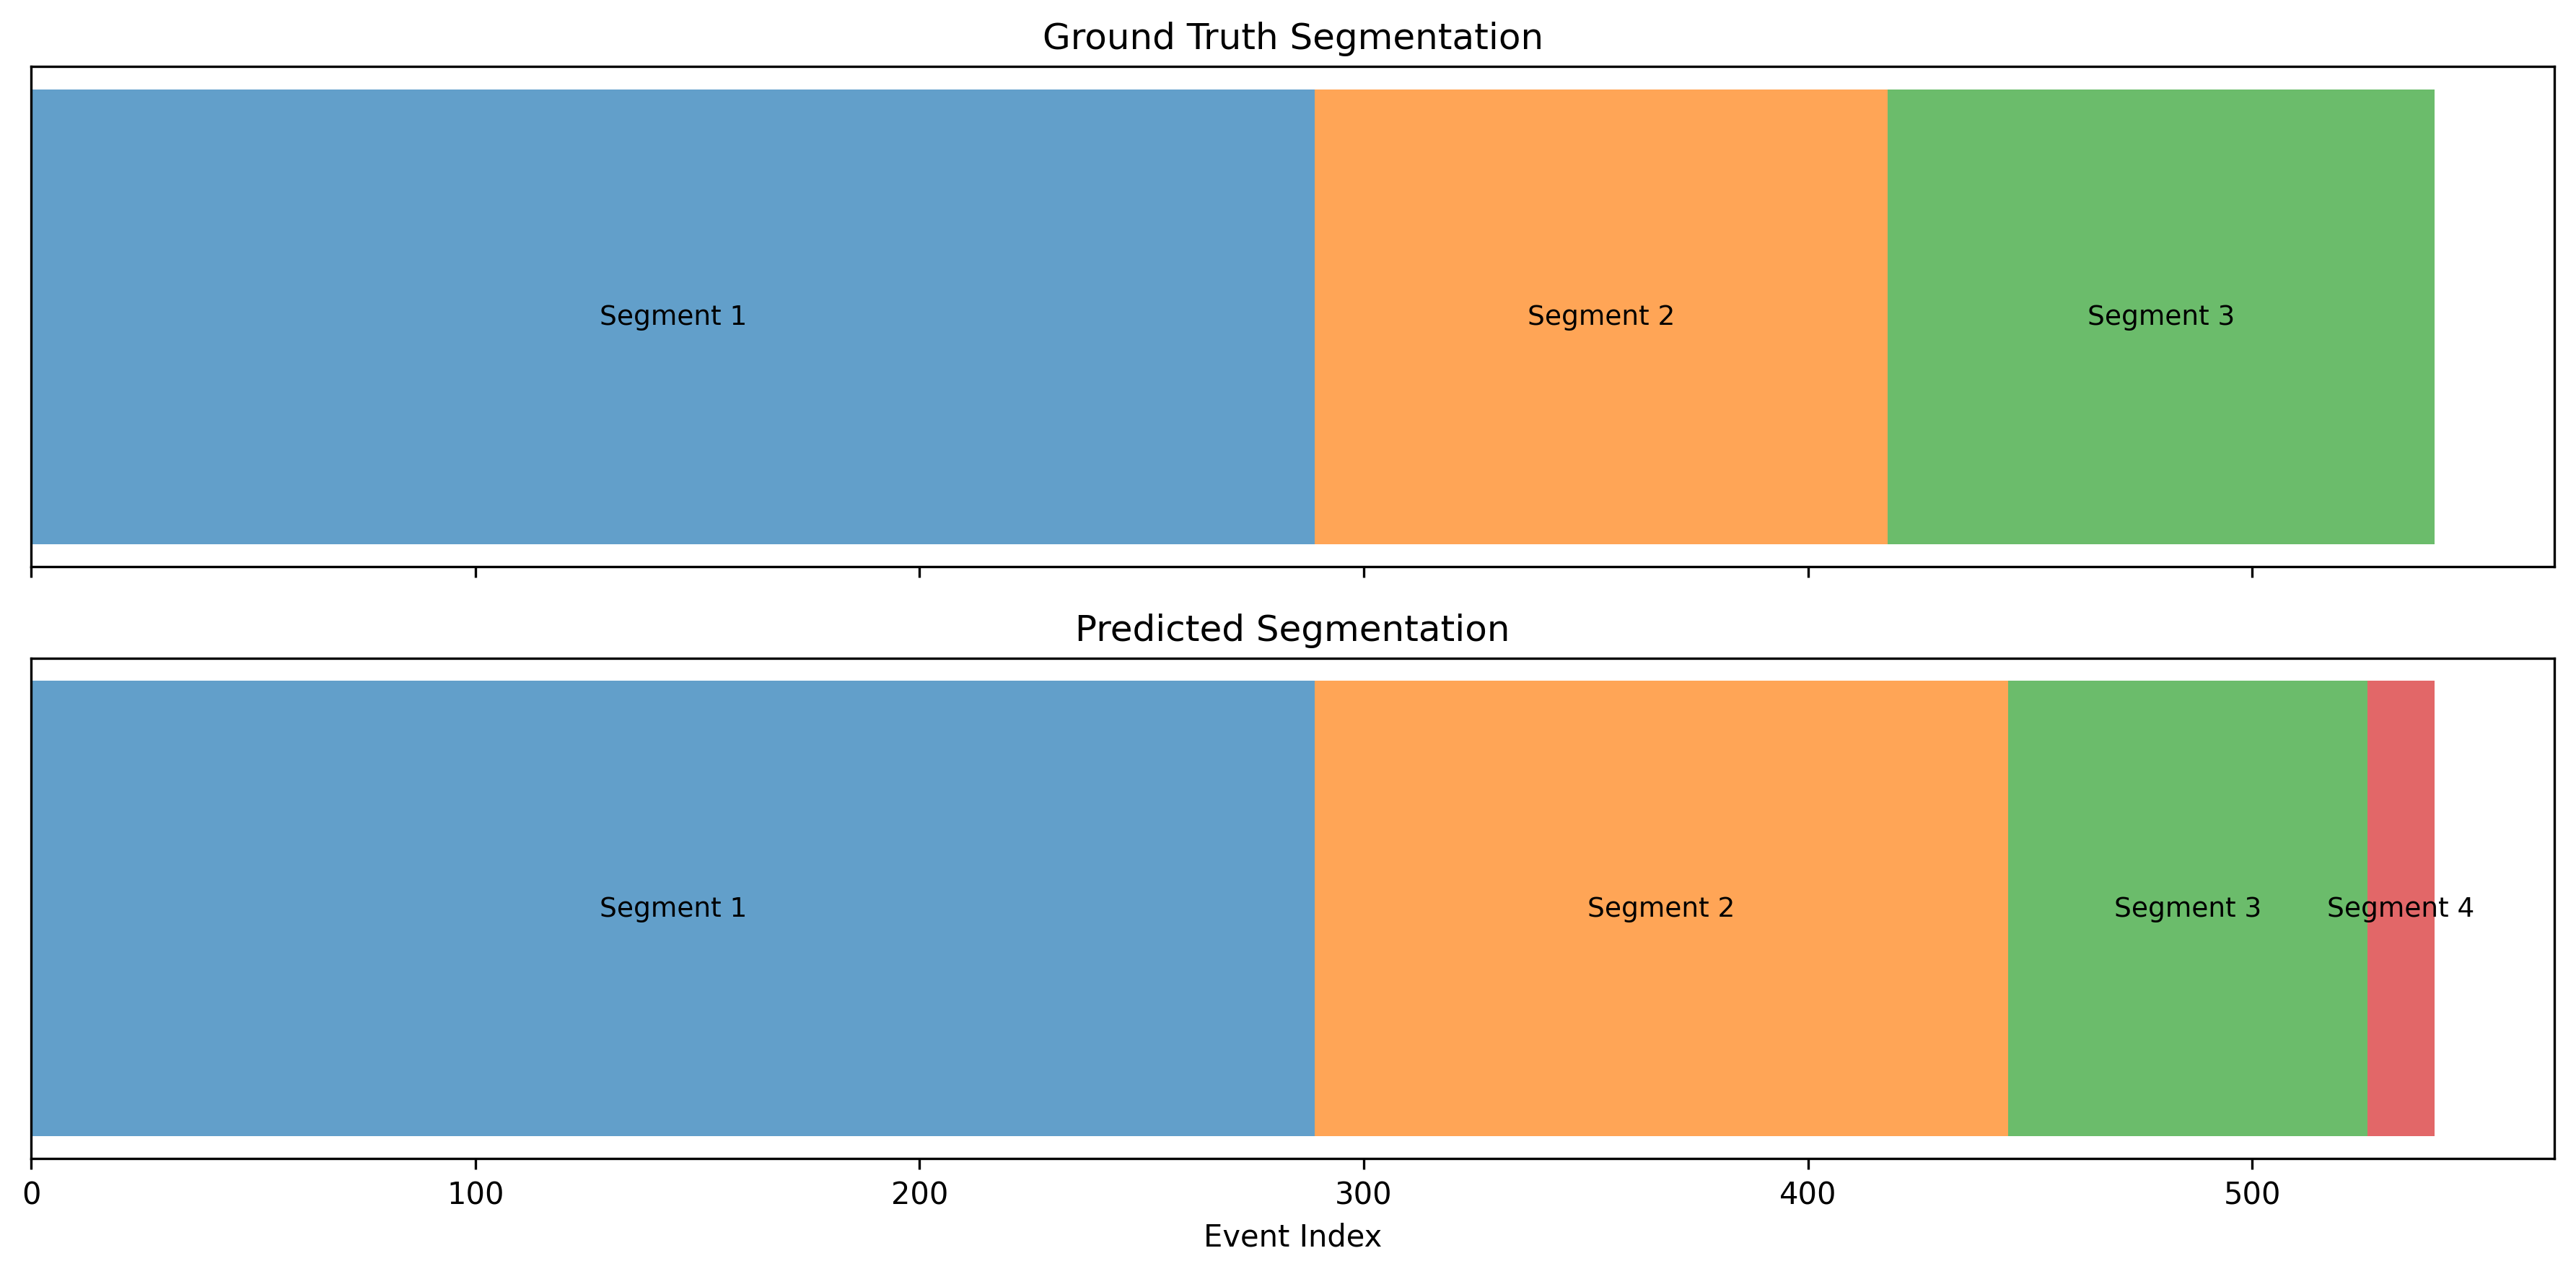 Ground Truth Segmentation
Segment 1 Segment 2 Segment 3
Predicted Segmentation
Segment 1 Segment 2 Segment 3 Segment 4
0 100 200 300 400 500
Event Index